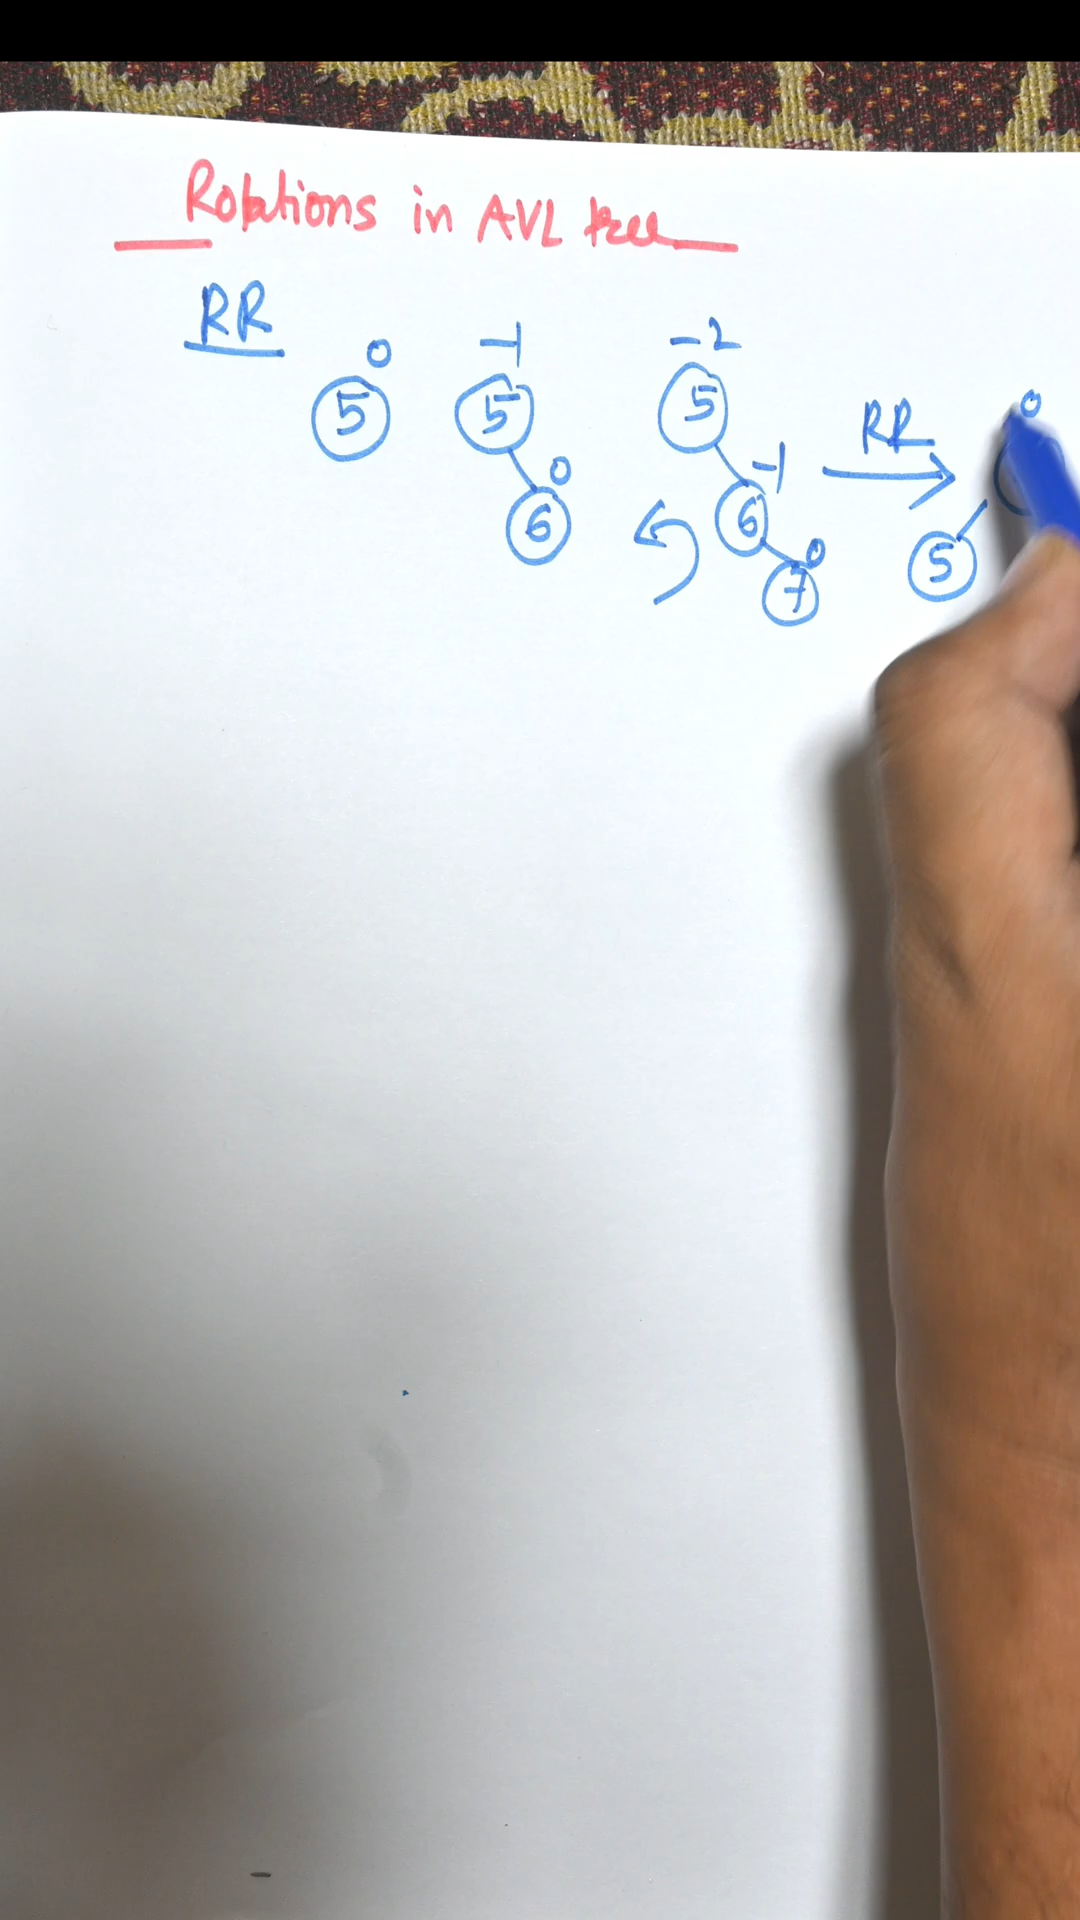 Rotations in AVL tree
RR
0 -1 -2
5 5 5 RR 0
0 -1
6 6 5
0
7